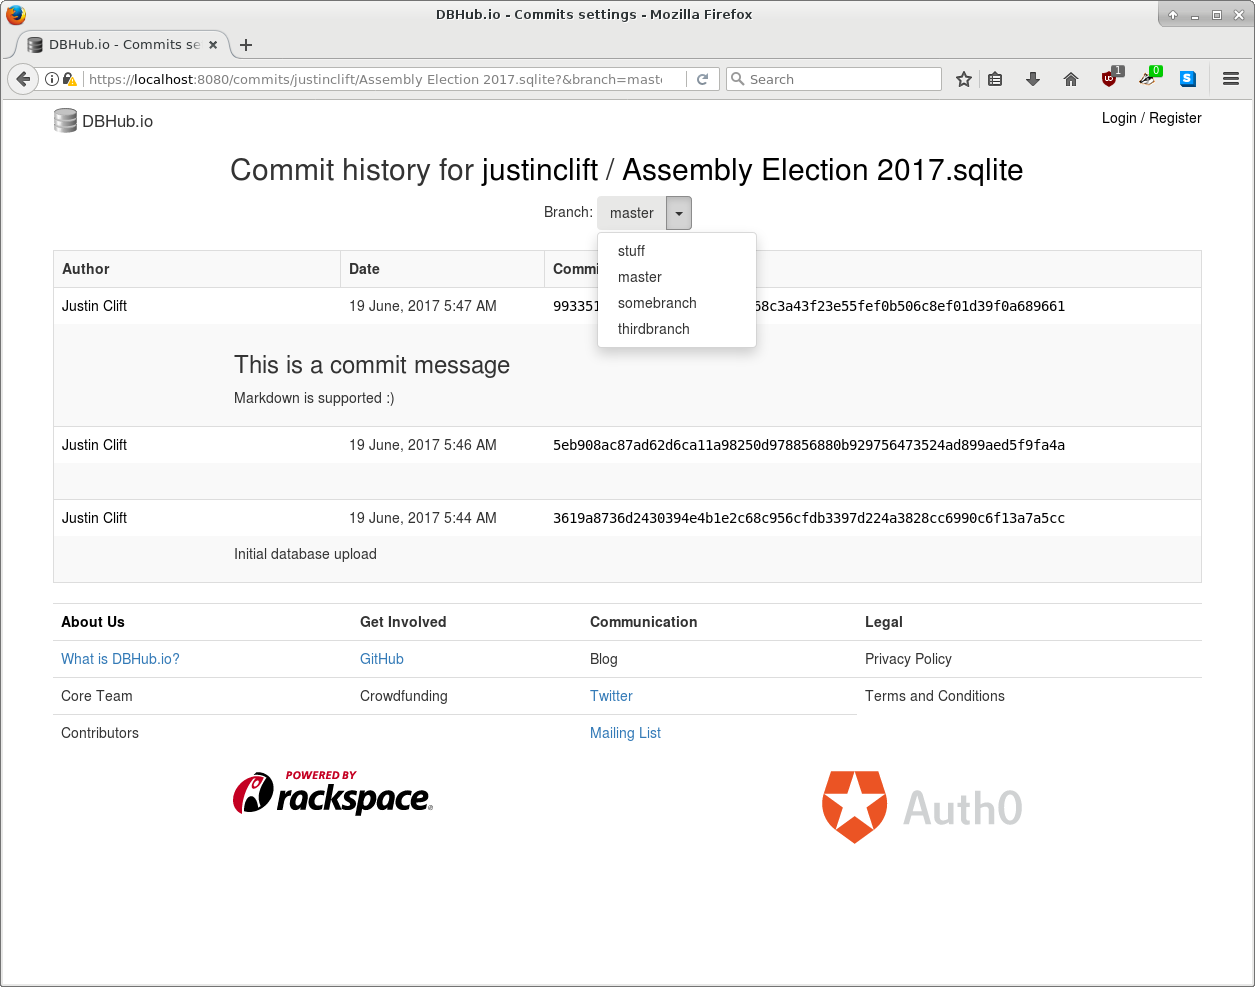 DBHub.io - Commits settings - Mozilla Firefox
DBHub.io - Commits se
https://localhost:8080/commits/justinclift/Assembly Election 2017.sqlite?&branch=maste
Search
1
0
S
DBHub.io
Login / Register
Commit history for justinclift / Assembly Election 2017.sqlite
Branch: master
stuff
master
somebranch
thirdbranch
Author Date Commi
Justin Clift 19 June, 2017 5:47 AM 993351 68c3a43f23e55fef0b506c8ef01d39f0a689661
This is a commit message
Markdown is supported :)
Justin Clift 19 June, 2017 5:46 AM 5eb908ac87ad62d6ca11a98250d978856880b929756473524ad899aed5f9fa4a
Justin Clift 19 June, 2017 5:44 AM 3619a8736d2430394e4b1e2c68c956cfdb3397d224a3828cc6990c6f13a7a5cc
Initial database upload
About Us Get Involved Communication Legal
What is DBHub.io? GitHub Blog Privacy Policy
Core Team Crowdfunding Twitter Terms and Conditions
Contributors Mailing List
POWERED BY
rackspace
Auth0